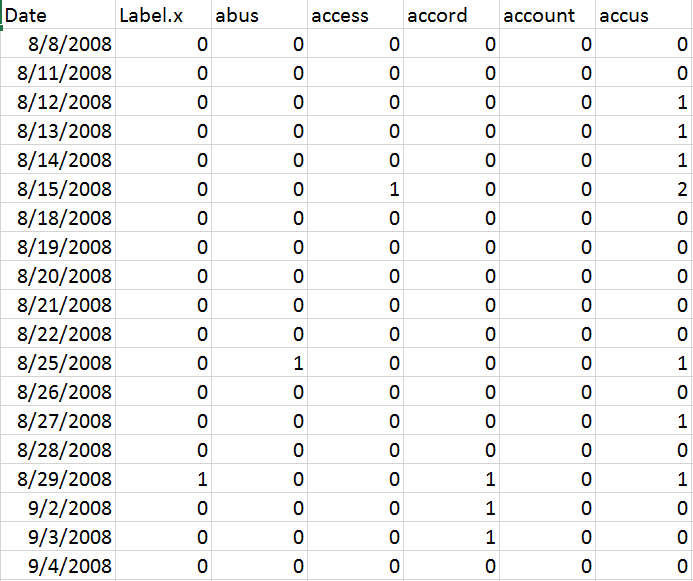 Date Label.x abus access accord account accus
8/8/2008 0 0 0 0 0 0
8/11/2008 0 0 0 0 0 0
8/12/2008 0 0 0 0 0 1
8/13/2008 0 0 0 0 0 1
8/14/2008 0 0 0 0 0 1
8/15/2008 0 0 1 0 0 2
8/18/2008 0 0 0 0 0 0
8/19/2008 0 0 0 0 0 0
8/20/2008 0 0 0 0 0 0
8/21/2008 0 0 0 0 0 0
8/22/2008 0 0 0 0 0 0
8/25/2008 0 1 0 0 0 1
8/26/2008 0 0 0 0 0 0
8/27/2008 0 0 0 0 0 1
8/28/2008 0 0 0 0 0 0
8/29/2008 1 0 0 1 0 1
9/2/2008 0 0 0 1 0 0
9/3/2008 0 0 0 1 0 0
9/4/2008 0 0 0 0 0 0